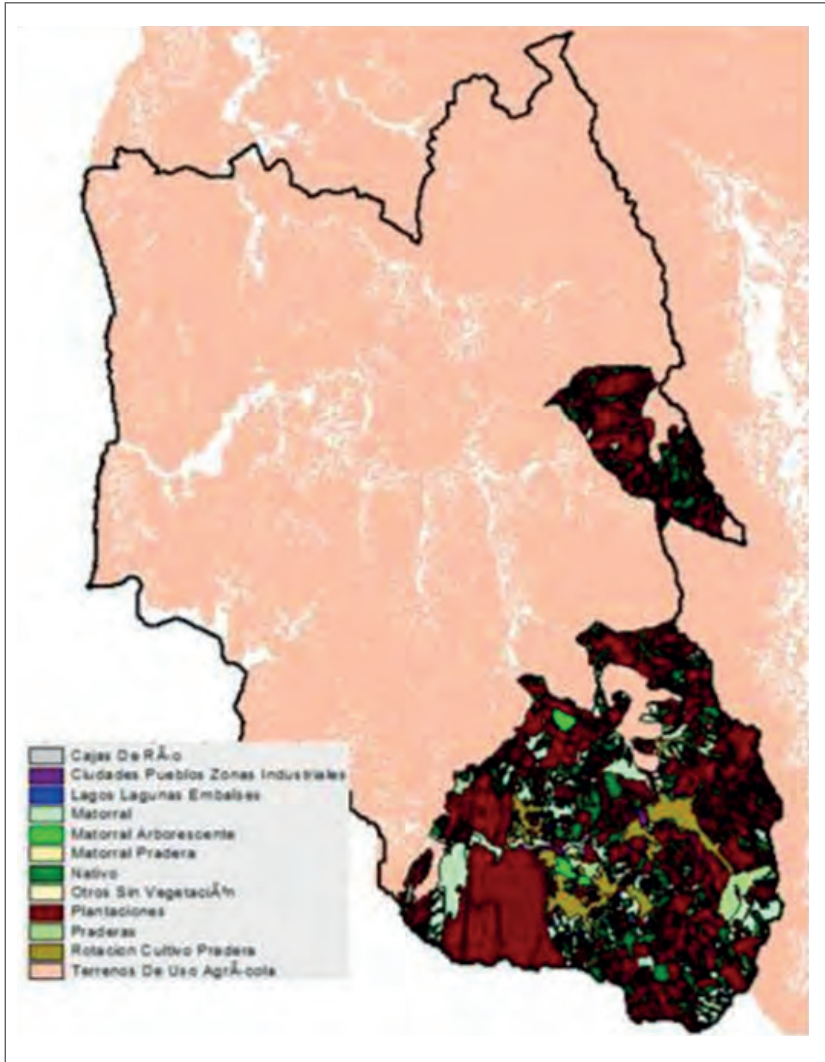 Cajas De RÃ-o
Ciudades Pueblos Zonas Industriales
Lagos Lagunas Embalses
Matorral
Matorral Arborescente
Matorral Pradera
Nativo
Otros Sin VegetaciÃ³n
Plantaciones
Praderas
Rotacion Cultivo Pradera
Terrenos De Uso AgrÃ-cola